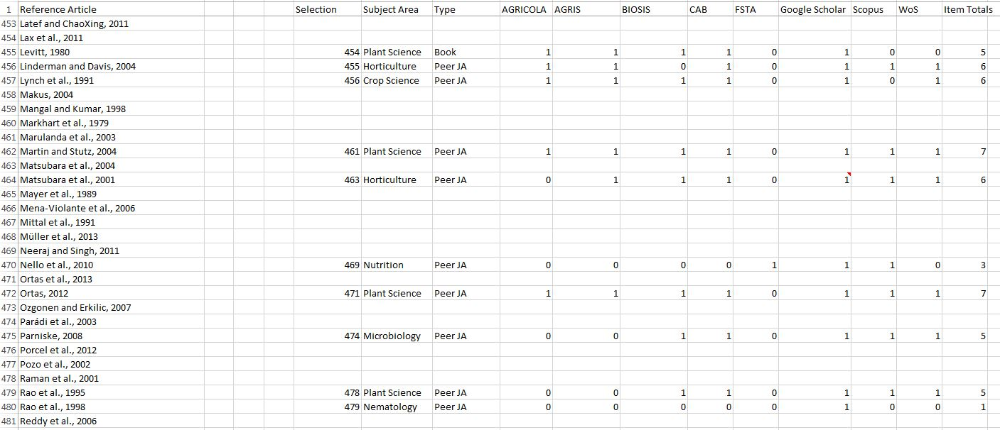 1 Reference Article Selection Subject Area Type AGRICOLA AGRIS BIOSIS CAB FSTA Google Scholar Scopus WoS Item Totals
453 Latef and ChaoXing, 2011
454 Lax et al., 2011
455 Levitt, 1980 454 Plant Science Book 1 1 1 1 0 1 0 0 5
456 Linderman and Davis, 2004 455 Horticulture Peer JA 1 1 0 1 0 1 1 1 6
457 Lynch et al., 1991 456 Crop Science Peer JA 1 1 1 1 0 1 0 1 6
458 Makus, 2004
459 Mangal and Kumar, 1998
460 Markhart et al., 1979
461 Marulanda et al., 2003
462 Martin and Stutz, 2004 461 Plant Science Peer JA 1 1 1 1 0 1 1 1 7
463 Matsubara et al., 2004
464 Matsubara et al., 2001 463 Horticulture Peer JA 0 1 1 1 0 1 1 1 6
465 Mayer et al., 1989
466 Mena-Violante et al., 2006
467 Mittal et al., 1991
468 Müller et al., 2013
469 Neeraj and Singh, 2011
470 Nello et al., 2010 469 Nutrition Peer JA 0 0 0 0 1 1 1 0 3
471 Ortas et al., 2013
472 Ortas, 2012 471 Plant Science Peer JA 1 1 1 1 0 1 1 1 7
473 Ozgonen and Erkilic, 2007
474 Parádi et al., 2003
475 Parniske, 2008 474 Microbiology Peer JA 0 0 1 1 0 1 1 1 5
476 Porcel et al., 2012
477 Pozo et al., 2002
478 Raman et al., 2001
479 Rao et al., 1995 478 Plant Science Peer JA 0 0 1 1 0 1 1 1 5
480 Rao et al., 1998 479 Nematology Peer JA 0 0 0 0 0 1 0 0 1
481 Reddy et al., 2006